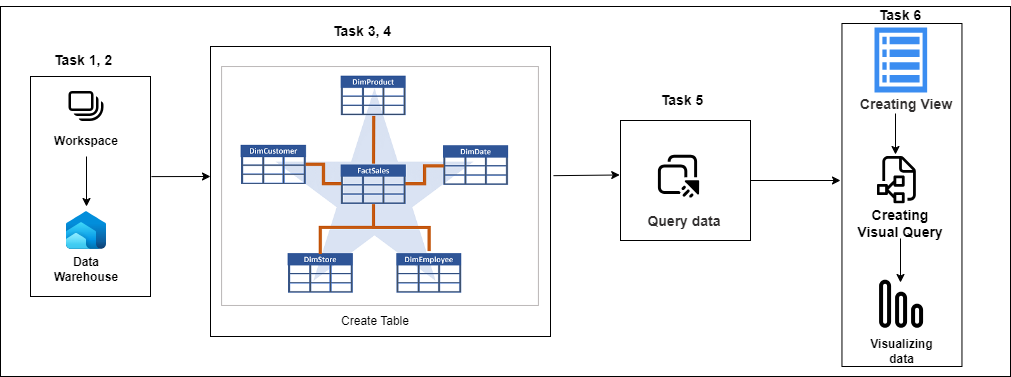 Task 1, 2
Workspace
Data
Warehouse
Task 3, 4
DimProduct
DimCustomer
DimDate
FactSales
DimStore
DimEmployee
Create Table
Task 5
Query data
Task 6
Creating View
Creating
Visual Query
Visualizing
data